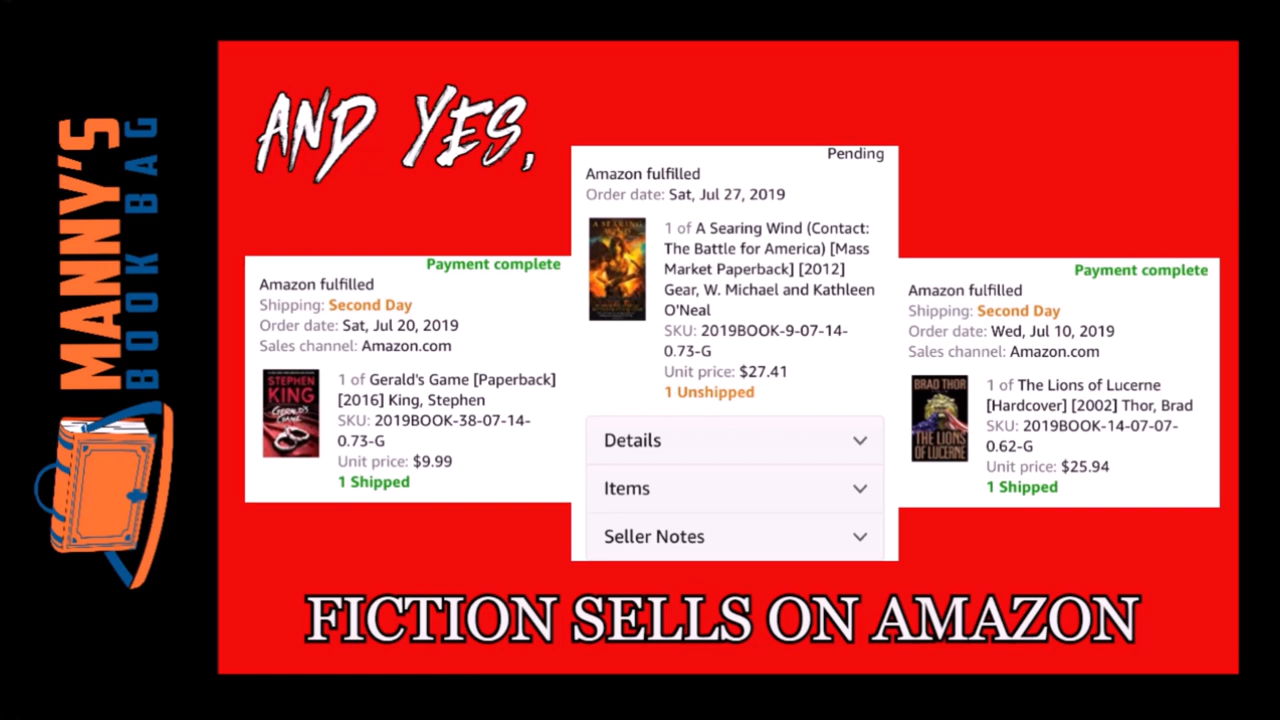 MANNY'S
BOOK BAG
AND YES,
Payment complete
Amazon fulfilled
Shipping: Second Day
Order date: Sat, Jul 20, 2019
Sales channel: Amazon.com
STEPHEN
KING
GERALD'S
GAME
1 of Gerald's Game [Paperback]
[2016] King, Stephen
SKU: 2019BOOK-38-07-14-
0.73-G
Unit price: $9.99
1 Shipped
Pending
Amazon fulfilled
Order date: Sat, Jul 27, 2019
A SEARING
WIND
1 of A Searing Wind (Contact:
The Battle for America) [Mass
Market Paperback] [2012]
Gear, W. Michael and Kathleen
O'Neal
SKU: 2019BOOK-9-07-14-
0.73-G
Unit price: $27.41
1 Unshipped
Details
Items
Seller Notes
Payment complete
Amazon fulfilled
Shipping: Second Day
Order date: Wed, Jul 10, 2019
Sales channel: Amazon.com
BRAD THOR
THE LIONS
OF LUCERNE
1 of The Lions of Lucerne
[Hardcover] [2002] Thor, Brad
SKU: 2019BOOK-14-07-07-
0.62-G
Unit price: $25.94
1 Shipped
FICTION SELLS ON AMAZON